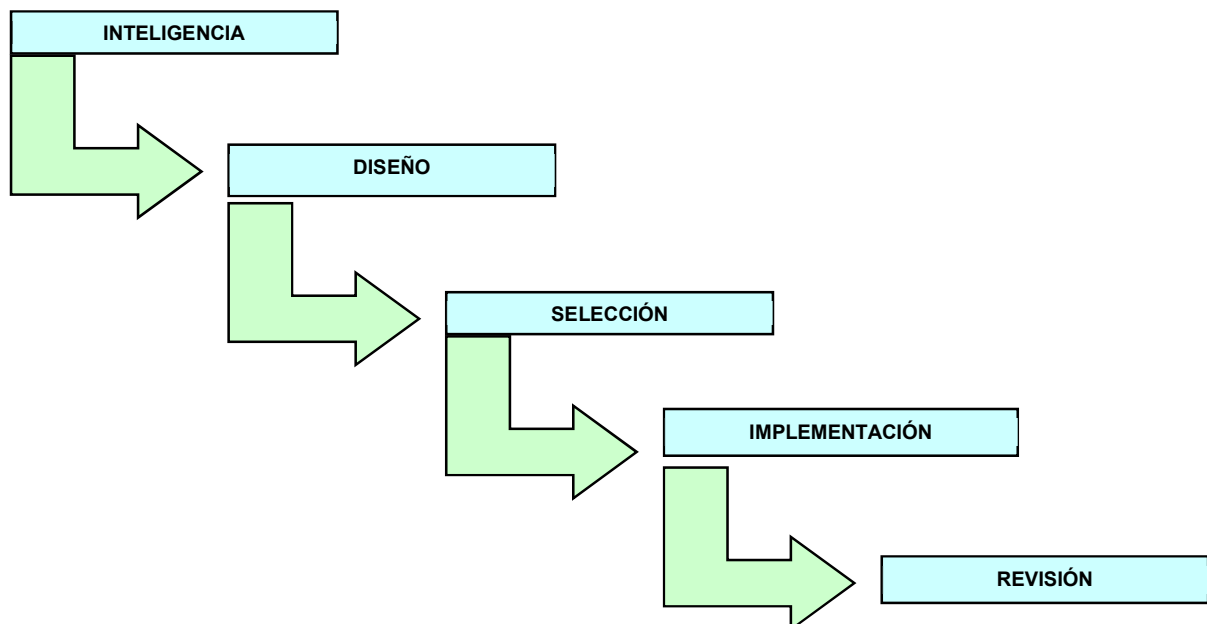 INTELIGENCIA
DISEÑO
SELECCIÓN
IMPLEMENTACIÓN
REVISIÓN